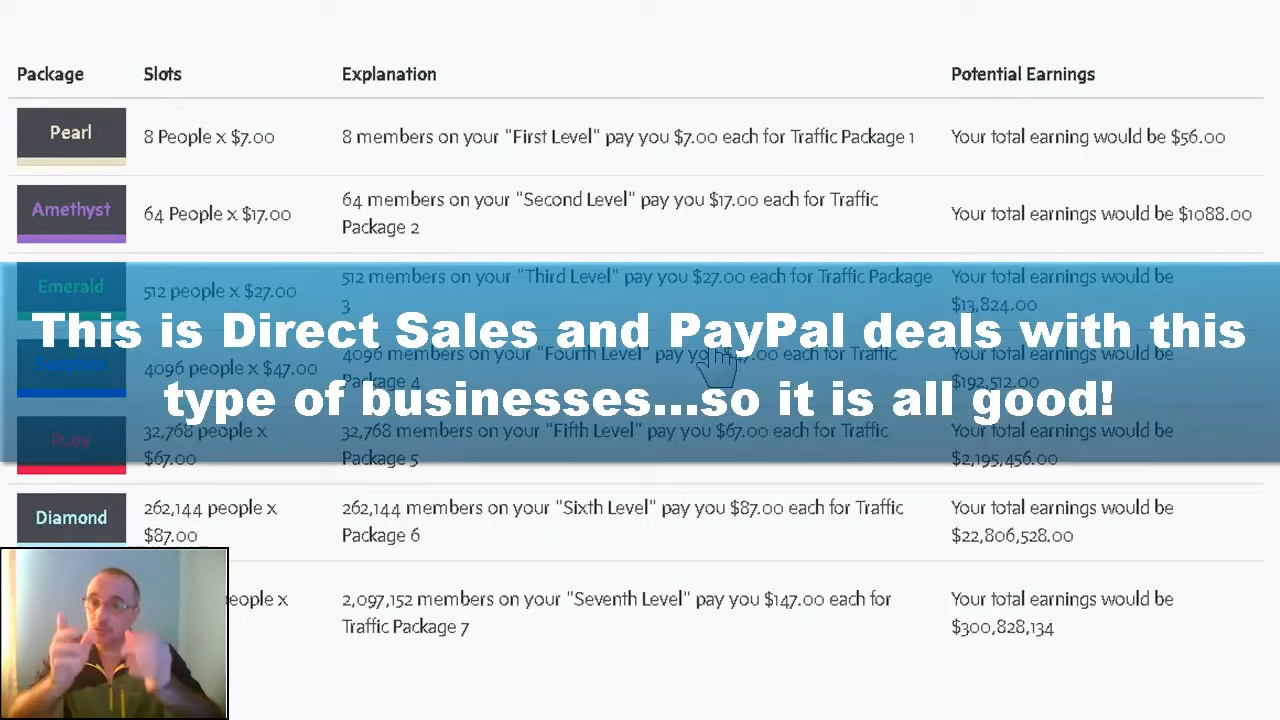 Package Slots Explanation Potential Earnings
Pearl 8 People x $7.00 8 members on your "First Level" pay you $7.00 each for Traffic Package 1 Your total earning would be $56.00
Amethyst 64 People x $17.00 64 members on your "Second Level" pay you $17.00 each for Traffic
Package 2 Your total earnings would be $1088.00
Emerald 512 people x $27.00 512 members on your "Third Level" pay you $27.00 each for Traffic Package
3 Your total earnings would be
$13,824.00
This is Direct Sales and PayPal deals with this
type of businesses...so it is all good!
4096 people x $47.00 4096 members on your "Fourth Level" pay .00 each for Traffic
Package 4 Your total earnings would be
$192,512.00
Ruby 32,768 people x
$67.00 32,768 members on your "Fifth Level" pay you $67.00 each for Traffic
Package 5 Your total earnings would be
$2,195,456.00
Diamond 262,144 people x
$87.00 262,144 members on your "Sixth Level" pay you $87.00 each for Traffic
Package 6 Your total earnings would be
$22,806,528.00
people x 2,097,152 members on your "Seventh Level" pay you $147.00 each for
Traffic Package 7 Your total earnings would be
$300,828,134